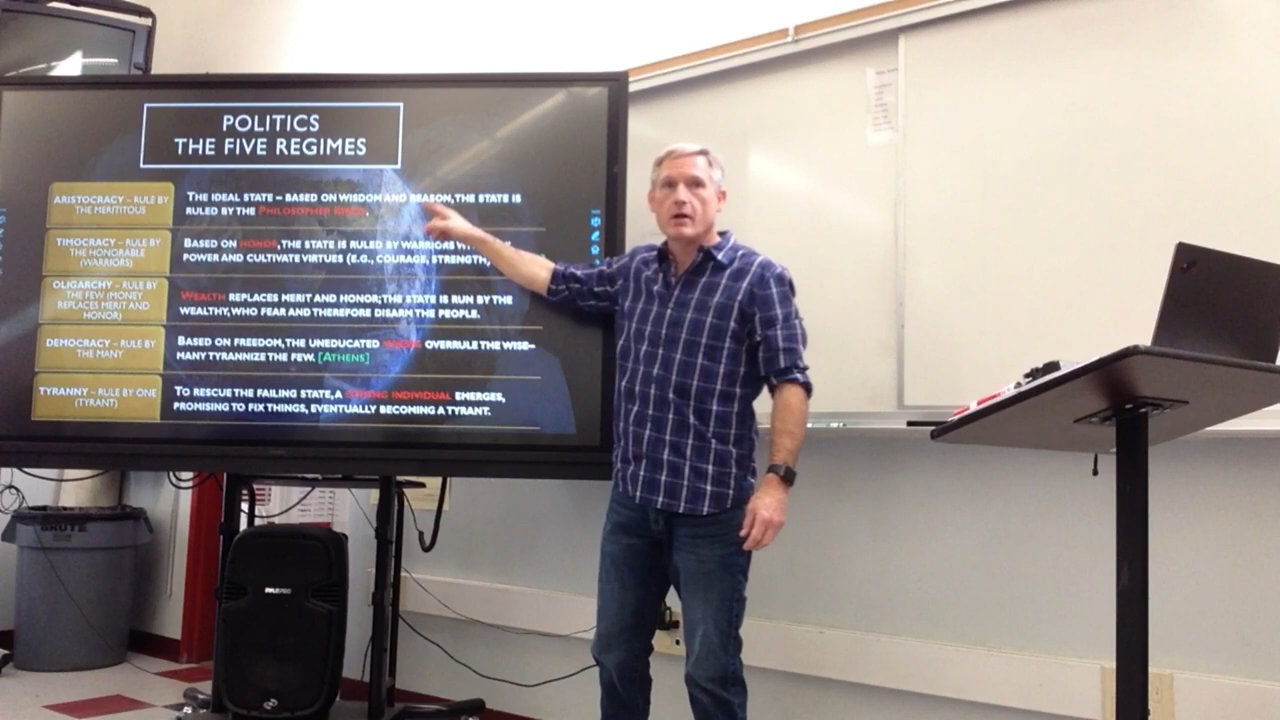 POLITICS
THE FIVE REGIMES
ARISTOCRACY – RULE BY
THE MERITITOUS
THE IDEAL STATE – BASED ON WISDOM AND REASON, THE STATE IS
RULED BY THE PHILOSOPHER KINGS.
TIMOCRACY – RULE BY
THE HONORABLE
(WARRIORS)
BASED ON HONOR, THE STATE IS RULED BY WARRIORS
POWER AND CULTIVATE VIRTUES (E.G., COURAGE, STRENGTH,
OLIGARCHY – RULE BY
THE FEW (MONEY
REPLACES MERIT AND
HONOR)
WEALTH REPLACES MERIT AND HONOR; THE STATE IS RUN BY THE
WEALTHY, WHO FEAR AND THEREFORE DISARM THE PEOPLE.
DEMOCRACY – RULE BY
THE MANY
BASED ON FREEDOM, THE UNEDUCATED OVERRULE THE WISE–
MANY TYRANNIZE THE FEW. [ATHENS]
TYRANNY – RULE BY ONE
(TYRANT)
TO RESCUE THE FAILING STATE, A STRONG INDIVIDUAL EMERGES,
PROMISING TO FIX THINGS, EVENTUALLY BECOMING A TYRANT.
BRUTE